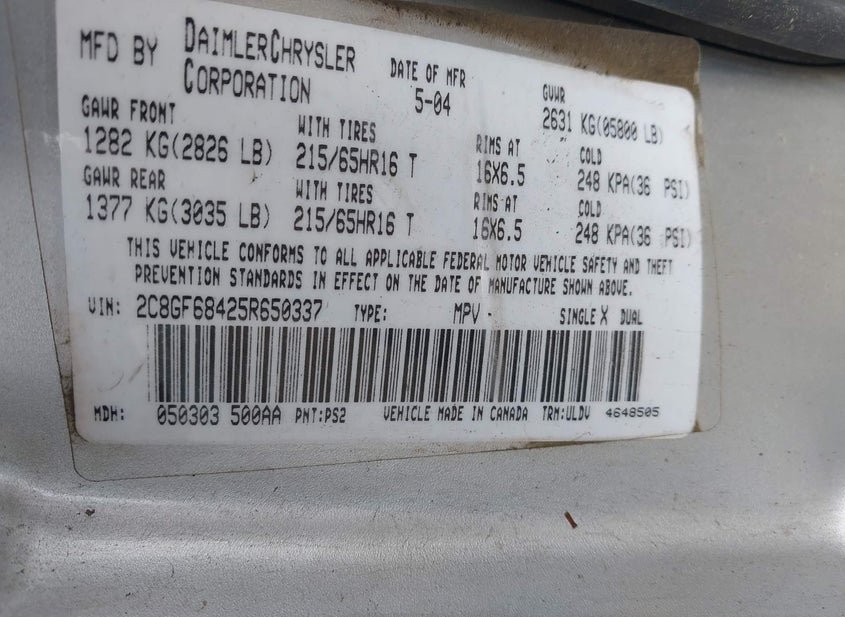 MFD BY DAIMLERCHRYSLER CORPORATION
DATE OF MFR 5-04
GVWR 2631 KG(05800 LB)
GAWR FRONT WITH TIRES RIMS AT COLD
1282 KG(2826 LB) 215/65HR16 T 16X6.5 248 KPA(36 PSI)
GAWR REAR WITH TIRES RIMS AT COLD
1377 KG(3035 LB) 215/65HR16 T 16X6.5 248 KPA(36 PSI)
THIS VEHICLE CONFORMS TO ALL APPLICABLE FEDERAL MOTOR VEHICLE SAFETY AND THEFT
PREVENTION STANDARDS IN EFFECT ON THE DATE OF MANUFACTURE SHOWN ABOVE.
VIN: 2C8GF68425R650337 TYPE: MPV SINGLE X DUAL
MDH: 050303 500AA PNT:PS2 VEHICLE MADE IN CANADA TRM:ULDV 4648505